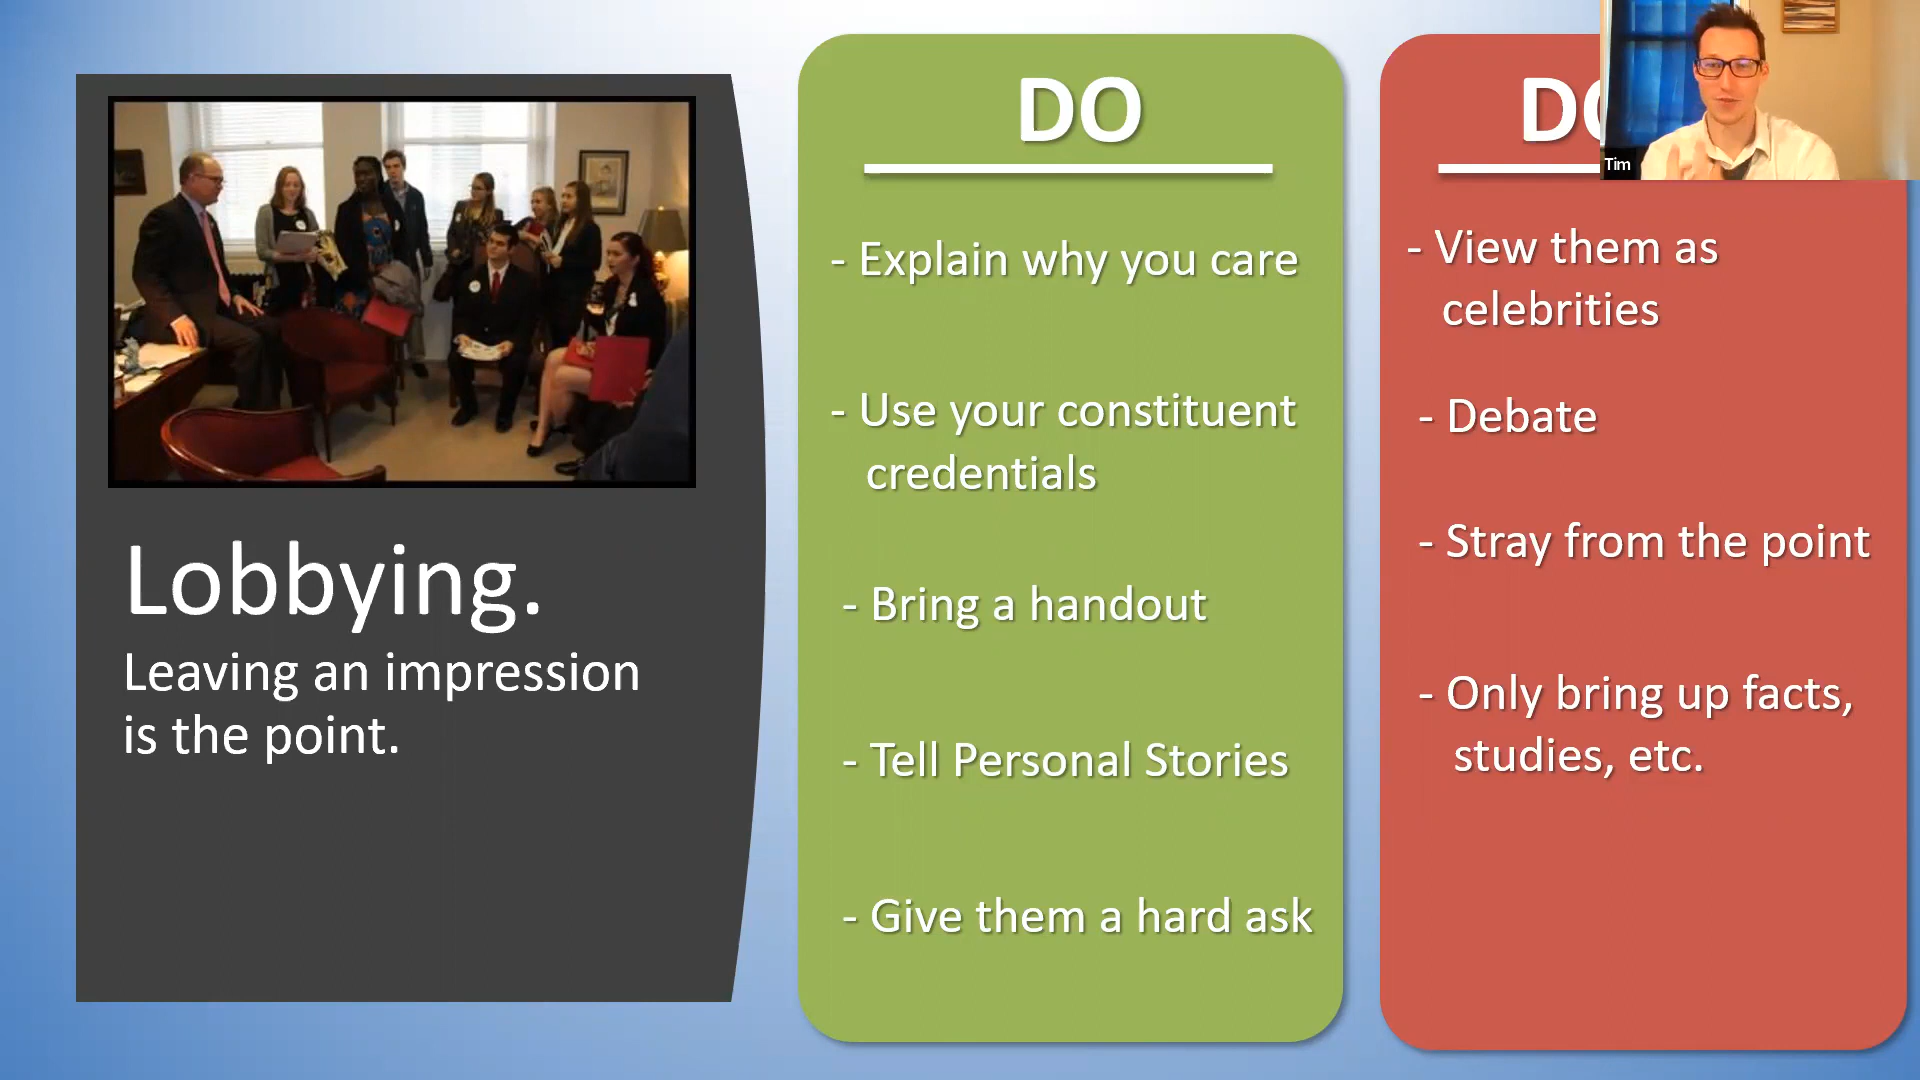 Lobbying.
Leaving an impression
is the point.
DO
- Explain why you care
- Use your constituent
credentials
- Bring a handout
- Tell Personal Stories
- Give them a hard ask
- View them as
celebrities
- Debate
- Stray from the point
- Only bring up facts,
studies, etc.
Tim